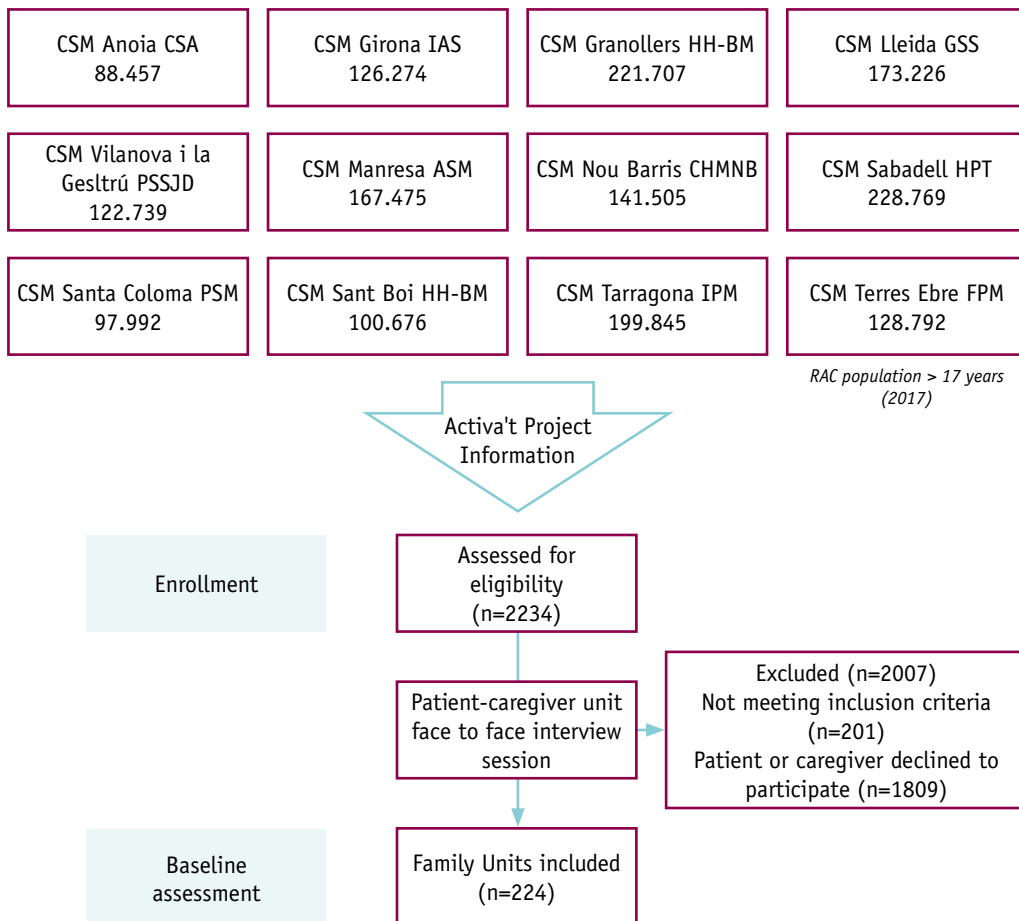 CSM Anoia CSA
88.457
CSM Girona IAS
126.274
CSM Granollers HH-BM
221.707
CSM Lleida GSS
173.226
CSM Vilanova i la
Gesltrú PSSJD
122.739
CSM Manresa ASM
167.475
CSM Nou Barris CHMNB
141.505
CSM Sabadell HPT
228.769
CSM Santa Coloma PSM
97.992
CSM Sant Boi HH-BM
100.676
CSM Tarragona IPM
199.845
CSM Terres Ebre FPM
128.792
RAC population > 17 years
(2017)
Activa't Project
Information
Enrollment
Assessed for
eligibility
(n=2234)
Patient-caregiver unit
face to face interview
session
Excluded (n=2007)
Not meeting inclusion criteria
(n=201)
Patient or caregiver declined to
participate (n=1809)
Baseline
assessment
Family Units included
(n=224)